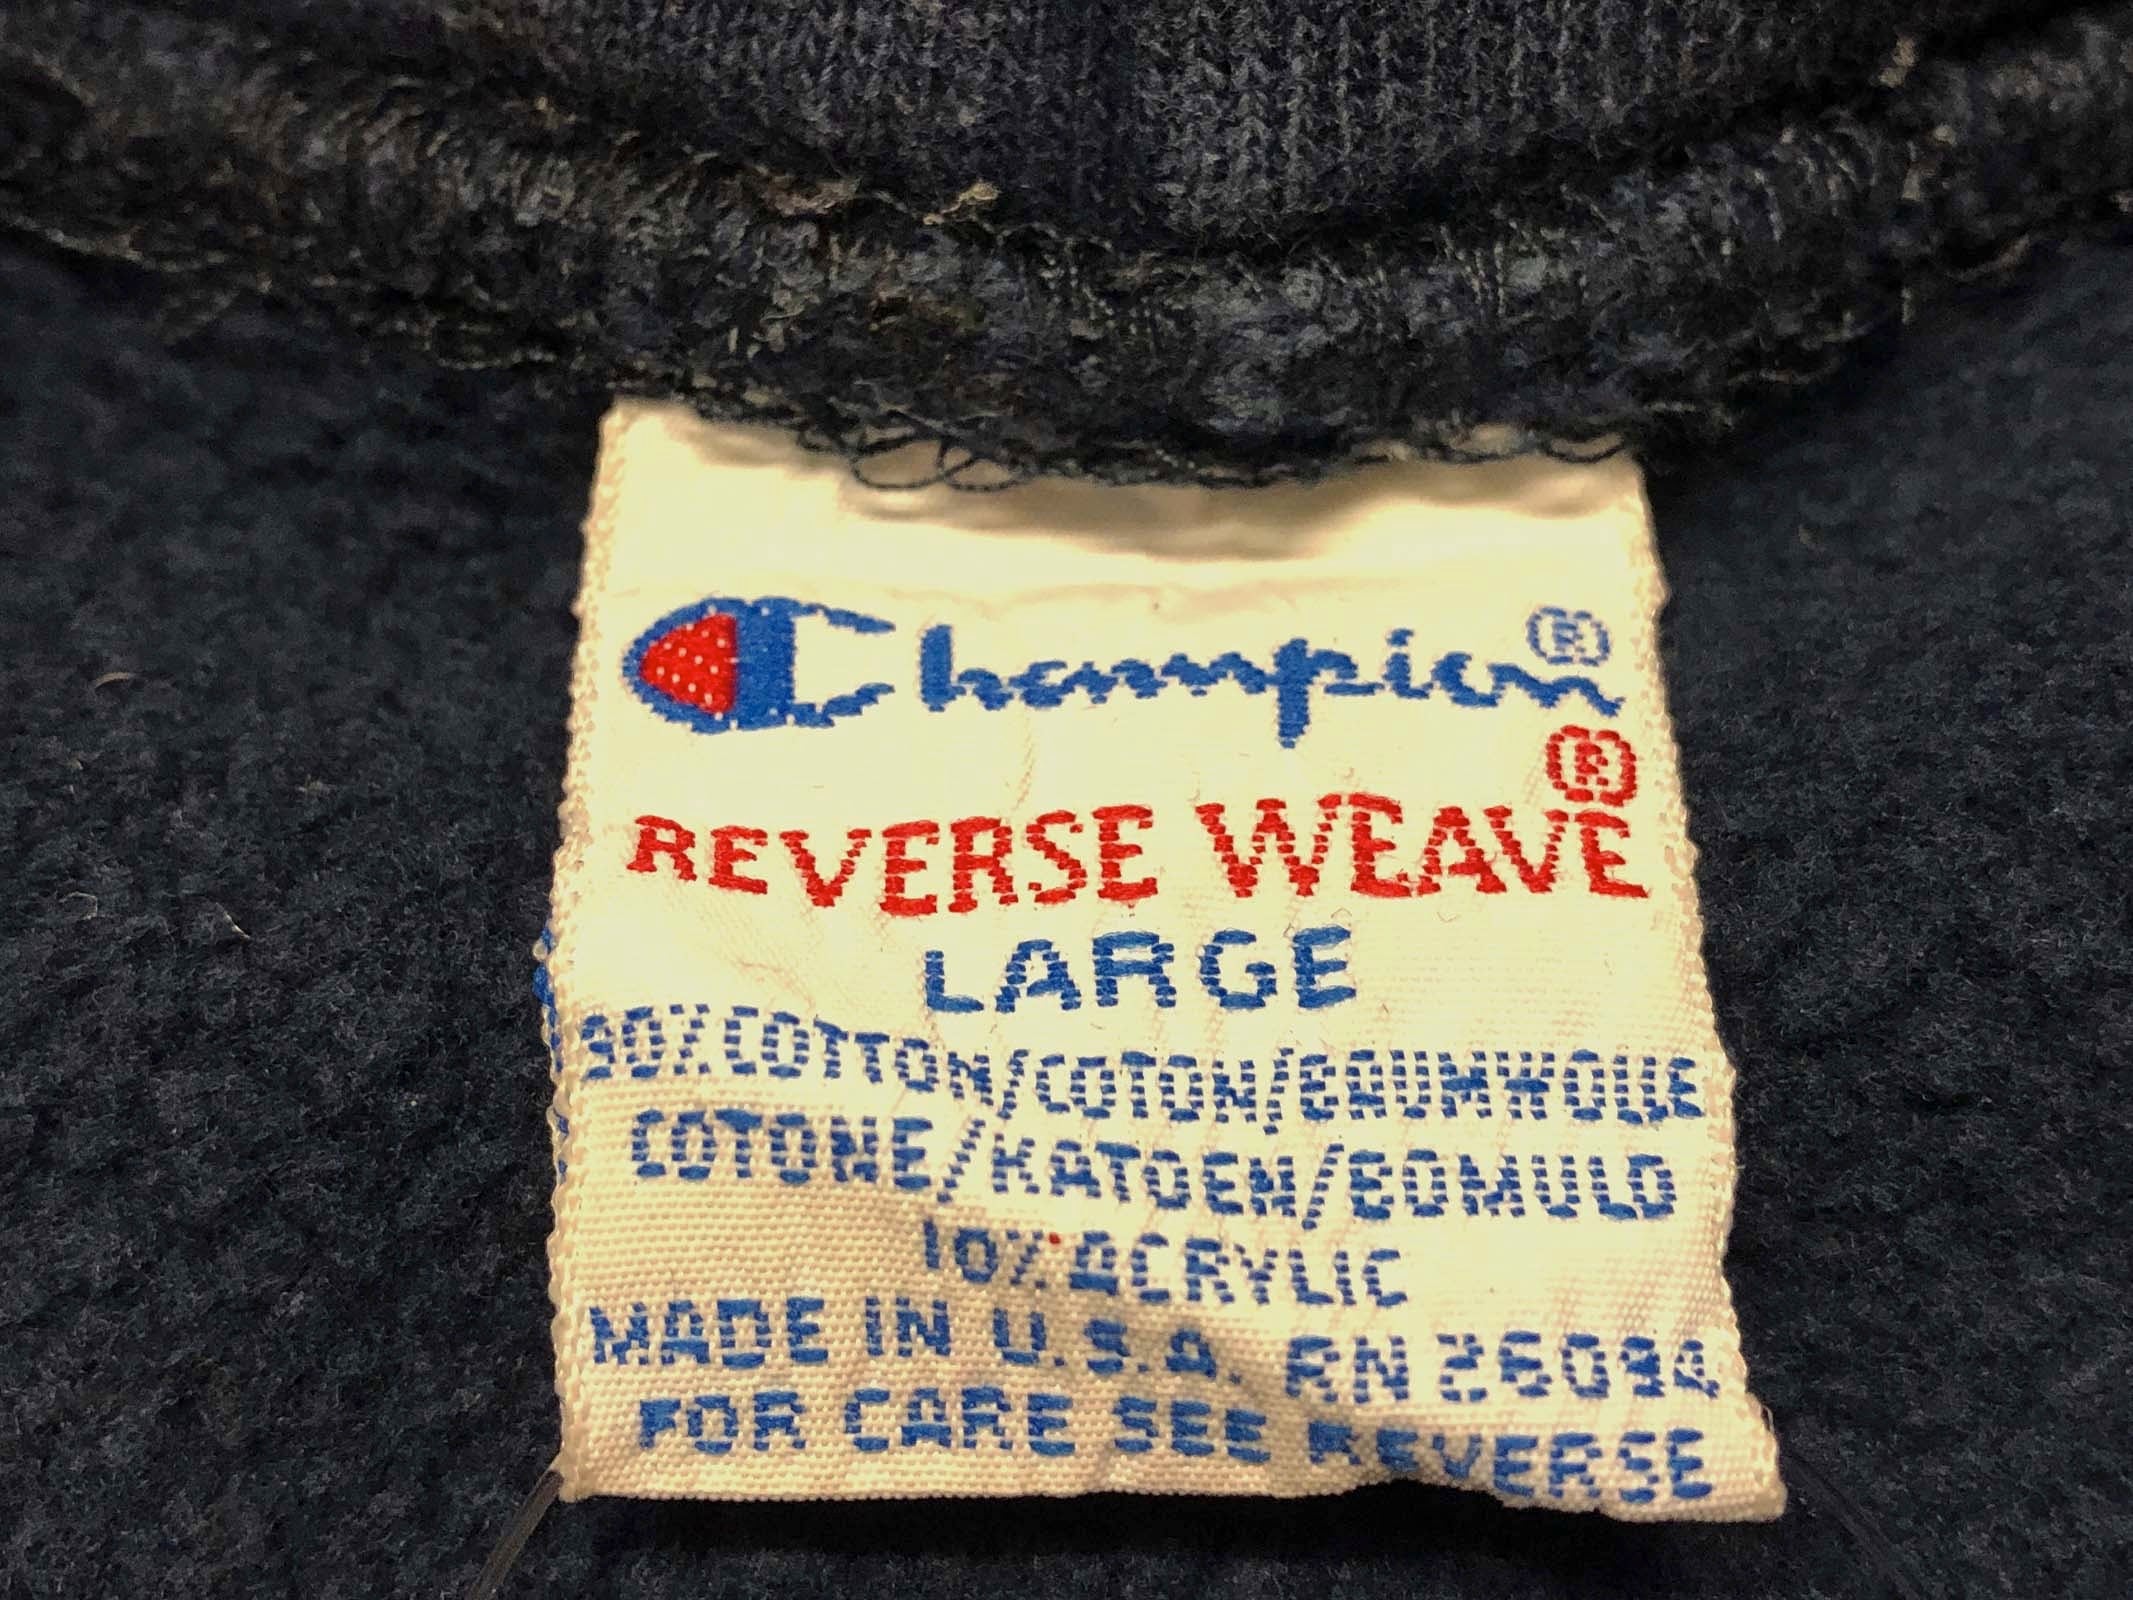 Champion®
REVERSE WEAVE®
LARGE
90% COTTON/COTON/BAUMWOLLE
COTONE/KATOEN/BOMULD
10% ACRYLIC
MADE IN U.S.A. RN 26094
FOR CARE SEE REVERSE